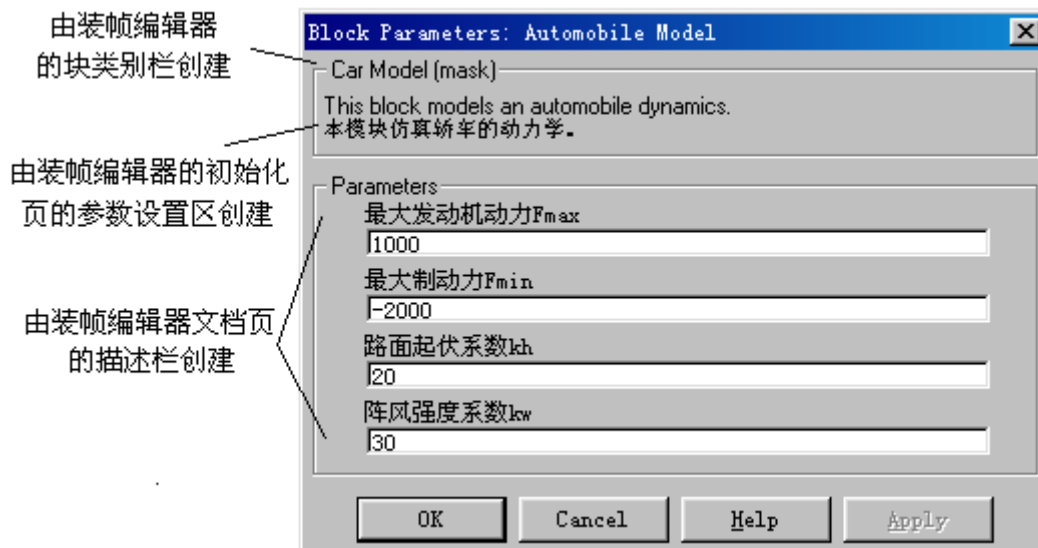 由装帧编辑器
的块类别栏创建
由装帧编辑器的初始化
页的参数设置区创建
由装帧编辑器文档页
的描述栏创建
Block Parameters: Automobile Model
Car Model (mask)
This block models an automobile dynamics.
本模块仿真轿车的动力学。
Parameters
最大发动机动力Fmax
1000
最大制动力Fmin
-2000
路面起伏系数kh
20
阵风强度系数kw
30
OK
Cancel
Help
Apply